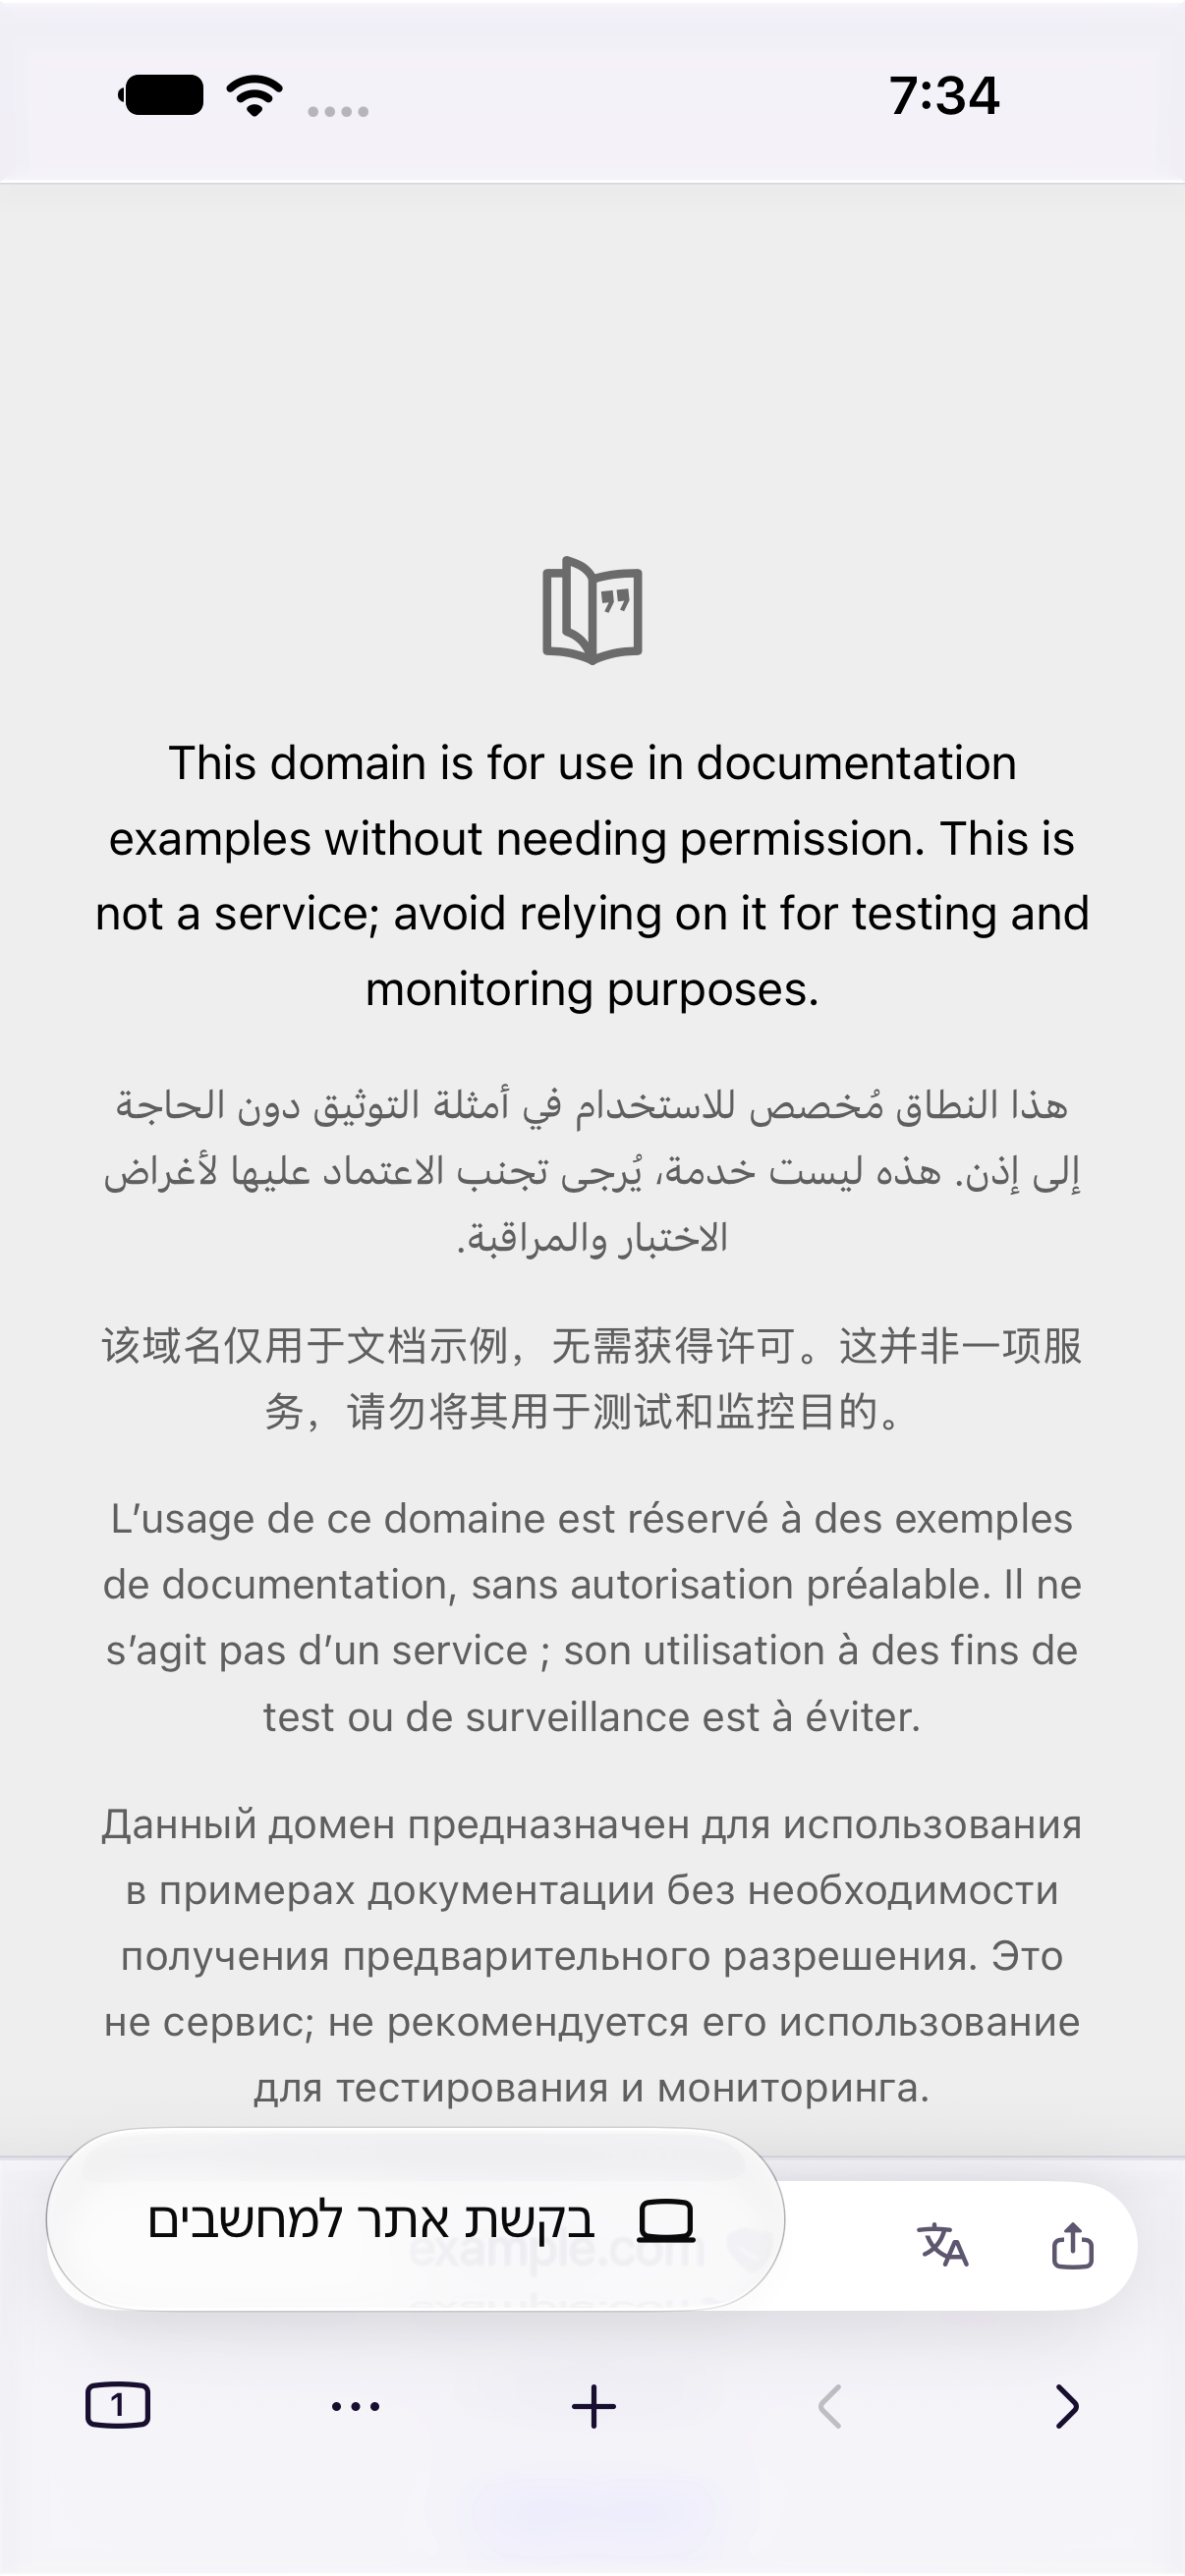 7:34
This domain is for use in documentation
examples without needing permission. This is
not a service; avoid relying on it for testing and
monitoring purposes.
هذا النطاق مُخصص للاستخدام في أمثلة التوثيق دون الحاجة
إلى إذن. هذه ليست خدمة، يُرجى تجنب الاعتماد عليها لأغراض
الاختبار والمراقبة.
该域名仅用于文档示例，无需获得许可。这并非一项服
务，请勿将其用于测试和监控目的。
L’usage de ce domaine est réservé à des exemples
de documentation, sans autorisation préalable. Il ne
s’agit pas d’un service ; son utilisation à des fins de
test ou de surveillance est à éviter.
Данный домен предназначен для использования
в примерах документации без необходимости
получения предварительного разрешения. Это
не сервис; не рекомендуется его использование
для тестирования и мониторинга.
בקשת אתר למחשבים
example.com
1